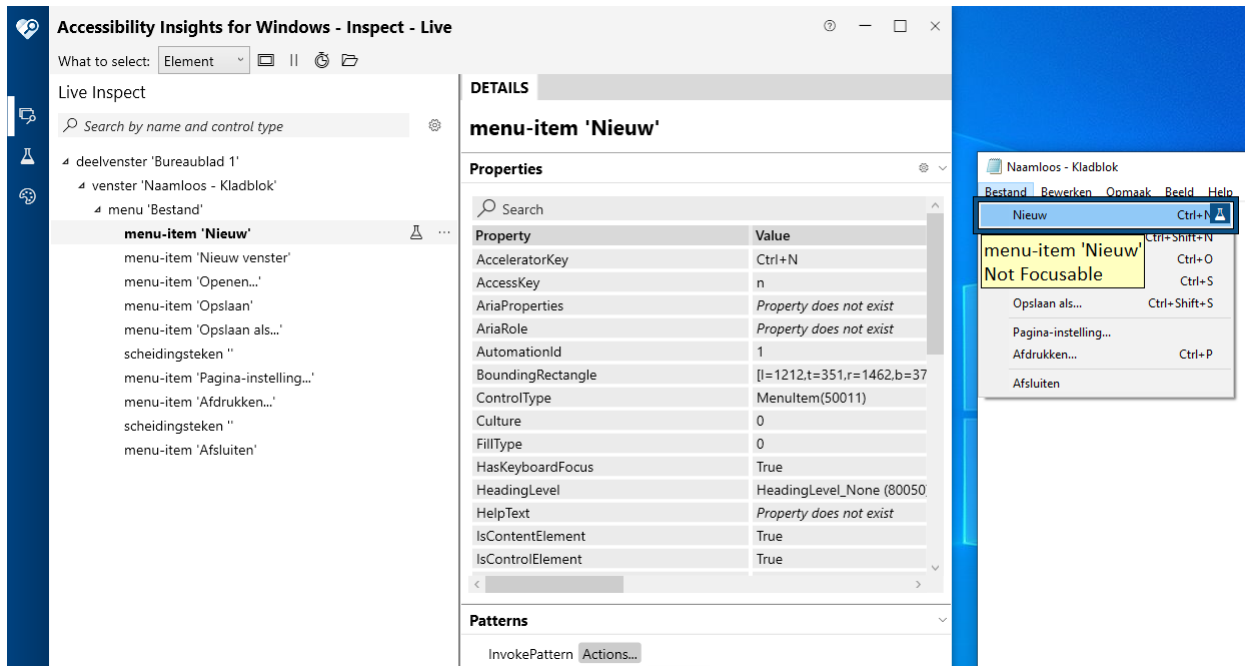 Accessibility Insights for Windows - Inspect - Live
What to select: Element
Live Inspect
Search by name and control type
deelvenster 'Bureaublad 1'
venster 'Naamloos - Kladblok'
menu 'Bestand'
menu-item 'Nieuw'
menu-item 'Nieuw venster'
menu-item 'Openen...'
menu-item 'Opslaan'
menu-item 'Opslaan als...'
scheidingsteken ''
menu-item 'Pagina-instelling...'
menu-item 'Afdrukken...'
scheidingsteken ''
menu-item 'Afsluiten'
DETAILS
menu-item 'Nieuw'
Properties
Search
Property Value
AcceleratorKey Ctrl+N
AccessKey n
AriaProperties Property does not exist
AriaRole Property does not exist
AutomationId 1
BoundingRectangle [l=1212,t=351,r=1462,b=37
ControlType MenuItem(50011)
Culture 0
FillType 0
HasKeyboardFocus True
HeadingLevel HeadingLevel_None (80050)
HelpText Property does not exist
IsContentElement True
IsControlElement True
Patterns
InvokePattern Actions...
Naamloos - Kladblok
Bestand Bewerken Opmaak Beeld Help
Nieuw Ctrl+N
Ctrl+Shift+N
menu-item 'Nieuw'
Not Focusable
Ctrl+O
Ctrl+S
Opslaan als... Ctrl+Shift+S
Pagina-instelling...
Afdrukken... Ctrl+P
Afsluiten